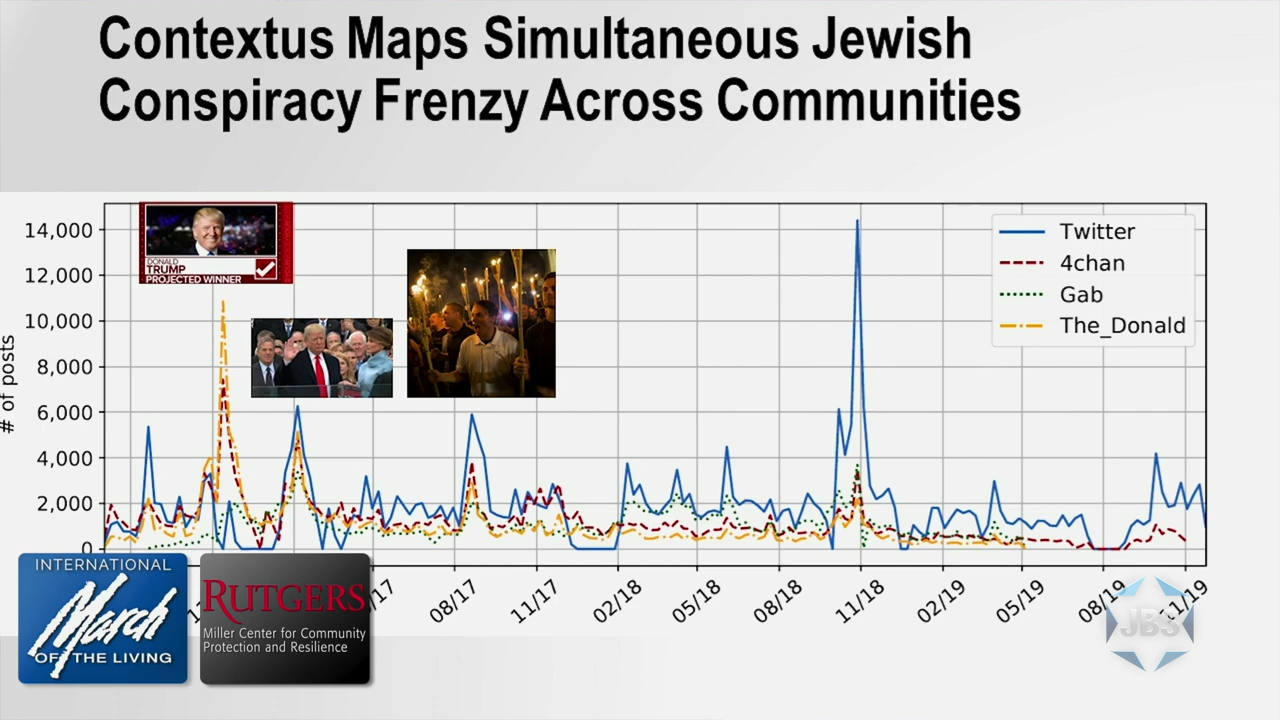 Contextus Maps Simultaneous Jewish
Conspiracy Frenzy Across Communities
DONALD
TRUMP
PROJECTED WINNER
Twitter
4chan
Gab
The_Donald
# of posts
14,000
12,000
10,000
8,000
6,000
4,000
2,000
0
08/17
11/17
02/18
05/18
08/18
11/18
02/19
05/19
08/19
11/19
INTERNATIONAL
March
OF THE LIVING
RUTGERS
Miller Center for Community
Protection and Resilience
JBS